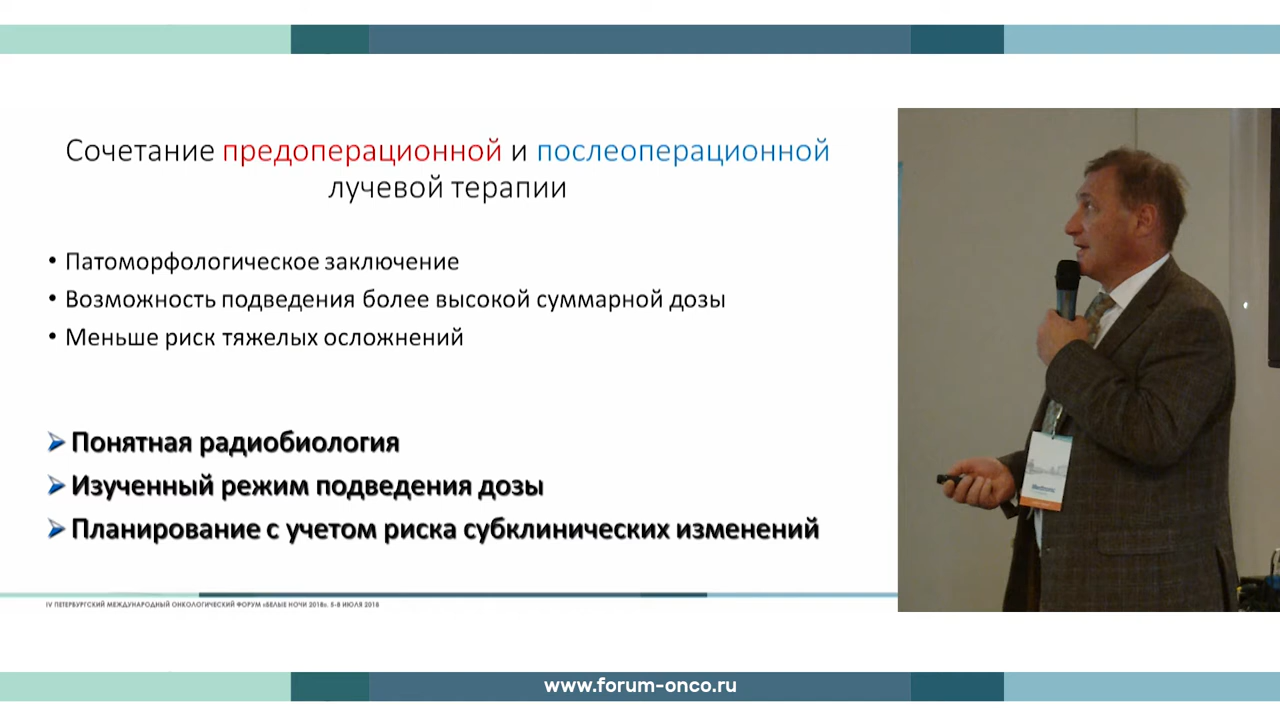 Сочетание предоперационной и послеоперационной
лучевой терапии
• Патоморфологическое заключение
• Возможность подведения более высокой суммарной дозы
• Меньше риск тяжелых осложнений
Понятная радиобиология
Изученный режим подведения дозы
Планирование с учетом риска субклинических изменений
IV ПЕТЕРБУРГСКИЙ МЕЖДУНАРОДНЫЙ ОНКОЛОГИЧЕСКИЙ ФОРУМ «БЕЛЫЕ НОЧИ 2018». 5-8 ИЮЛЯ 2018
www.forum-onco.ru